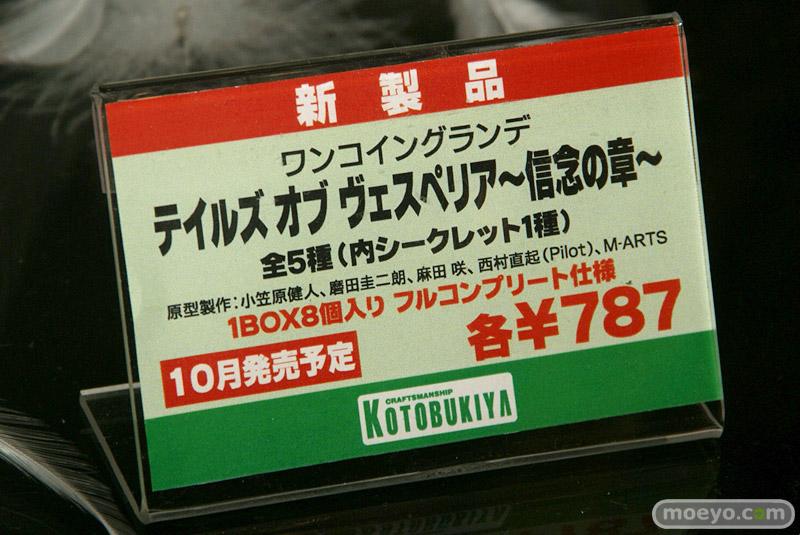 新製品
ワンコイングランデ
テイルズ オブ ヴェスペリア～信念の章～
全5種(内シークレット1種)
原型製作：小笠原健人、磨田圭二朗、麻田 咲、西村直起(Pilot)、M-ARTS
1BOX8個入り フルコンプリート仕様
各¥787
10月発売予定
CRAFTSMANSHIP
KOTOBUKIYA
moeyo.com